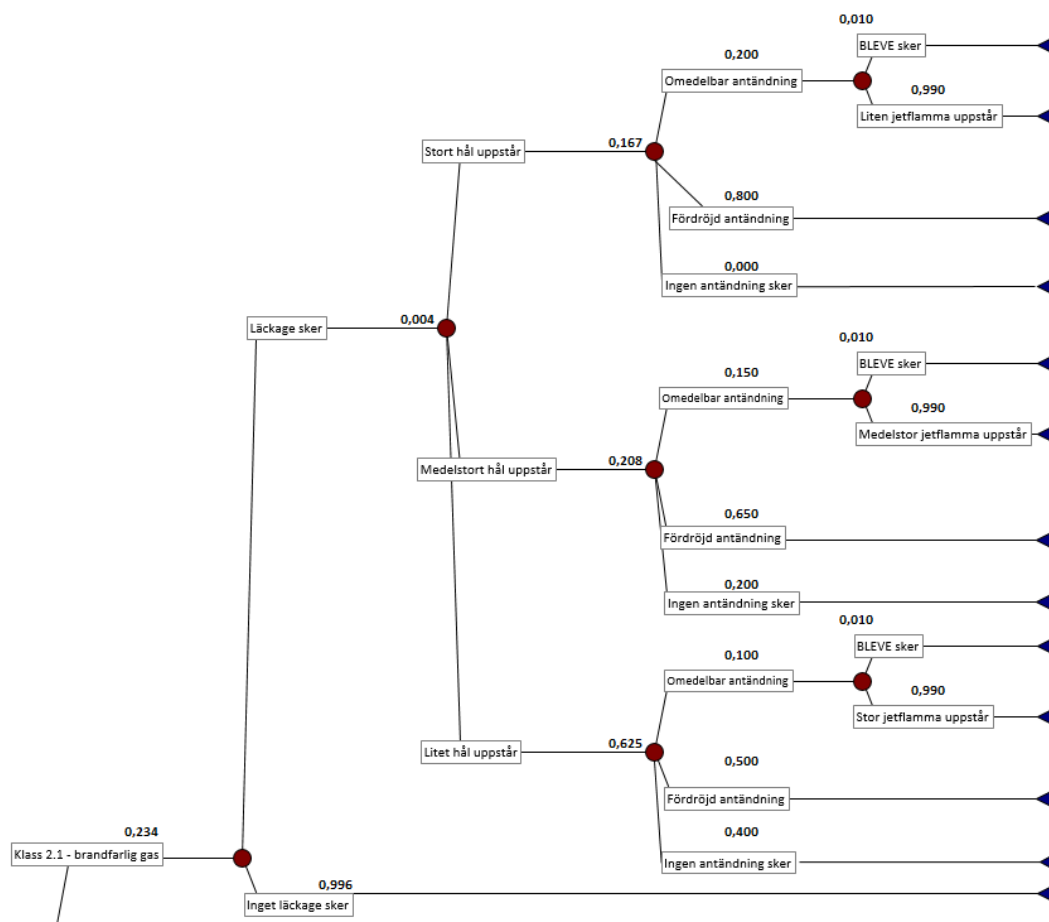 0,010
BLEVE sker
0,200
Omedelbar antändning
0,990
Liten jetflamma uppstår
Stort hål uppstår
0,167
0,800
Fördröjd antändning
0,000
Ingen antändning sker
Läckage sker
0,004
0,010
BLEVE sker
0,150
Omedelbar antändning
0,990
Medelstor jetflamma uppstår
Medelstort hål uppstår
0,208
0,650
Fördröjd antändning
0,200
Ingen antändning sker
0,010
BLEVE sker
0,100
Omedelbar antändning
0,990
Stor jetflamma uppstår
Litet hål uppstår
0,625
0,500
Fördröjd antändning
0,400
Ingen antändning sker
0,234
Klass 2.1 - brandfarlig gas
0,996
Inget läckage sker